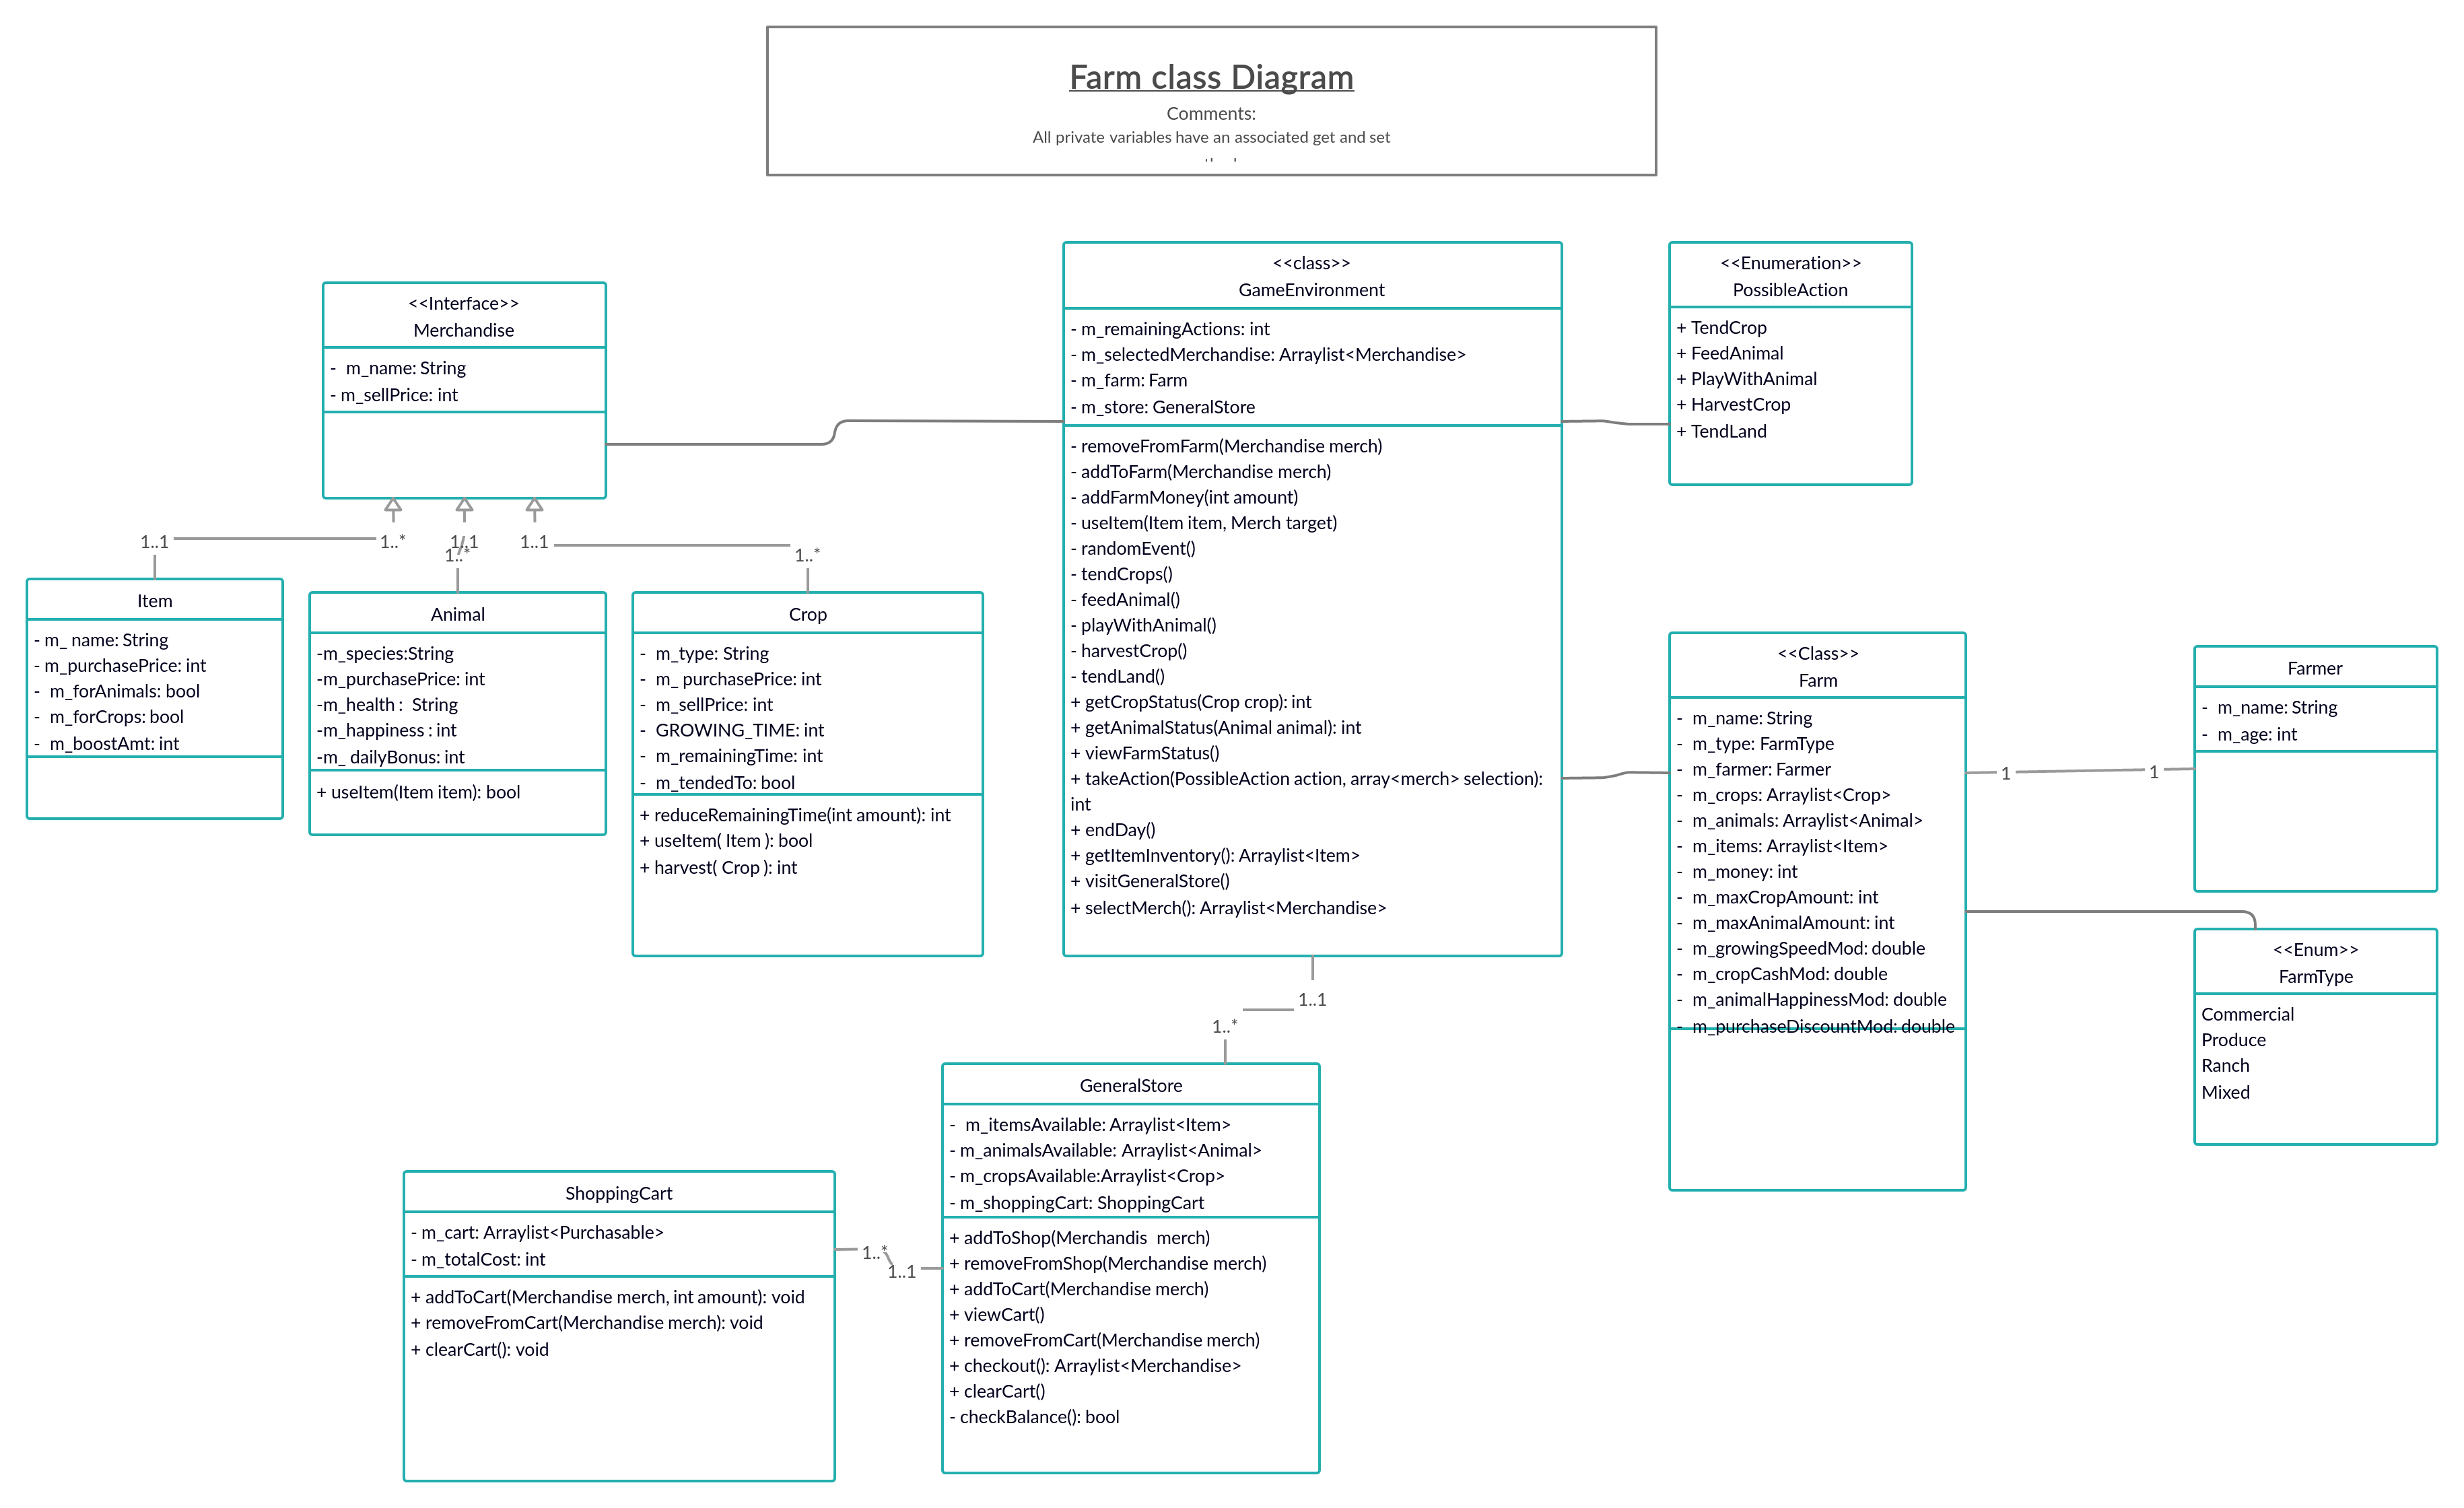 Farm class Diagram
Comments:
All private variables have an associated get and set
<<Interface>>
Merchandise
- m_name: String
- m_sellPrice: int
<<class>>
GameEnvironment
- m_remainingActions: int
- m_selectedMerchandise: Arraylist<Merchandise>
- m_farm: Farm
- m_store: GeneralStore
- removeFromFarm(Merchandise merch)
- addToFarm(Merchandise merch)
- addFarmMoney(int amount)
- useItem(Item item, Merch target)
- randomEvent()
- tendCrops()
- feedAnimal()
- playWithAnimal()
- harvestCrop()
- tendLand()
+ getCropStatus(Crop crop): int
+ getAnimalStatus(Animal animal): int
+ viewFarmStatus()
+ takeAction(PossibleAction action, array<merch> selection):
int
+ endDay()
+ getItemInventory(): Arraylist<Item>
+ visitGeneralStore()
+ selectMerch(): Arraylist<Merchandise>
<<Enumeration>>
PossibleAction
+ TendCrop
+ FeedAnimal
+ PlayWithAnimal
+ HarvestCrop
+ TendLand
1..1
1..*
1..1
1..*
1..1
1..*
Item
- m_ name: String
- m_purchasePrice: int
- m_forAnimals: bool
- m_forCrops: bool
- m_boostAmt: int
Animal
-m_species:String
-m_purchasePrice: int
-m_health : String
-m_happiness : int
-m_ dailyBonus: int
+ useItem(Item item): bool
Crop
- m_type: String
- m_ purchasePrice: int
- m_sellPrice: int
- GROWING_TIME: int
- m_remainingTime: int
- m_tendedTo: bool
+ reduceRemainingTime(int amount): int
+ useItem( Item ): bool
+ harvest( Crop ): int
<<Class>>
Farm
- m_name: String
- m_type: FarmType
- m_farmer: Farmer
- m_crops: Arraylist<Crop>
- m_animals: Arraylist<Animal>
- m_items: Arraylist<Item>
- m_money: int
- m_maxCropAmount: int
- m_maxAnimalAmount: int
- m_growingSpeedMod: double
- m_cropCashMod: double
- m_animalHappinessMod: double
- m_purchaseDiscountMod: double
1
1
Farmer
- m_name: String
- m_age: int
<<Enum>>
FarmType
Commercial
Produce
Ranch
Mixed
1..1
1..*
GeneralStore
- m_itemsAvailable: Arraylist<Item>
- m_animalsAvailable: Arraylist<Animal>
- m_cropsAvailable:Arraylist<Crop>
- m_shoppingCart: ShoppingCart
+ addToShop(Merchandis merch)
+ removeFromShop(Merchandise merch)
+ addToCart(Merchandise merch)
+ viewCart()
+ removeFromCart(Merchandise merch)
+ checkout(): Arraylist<Merchandise>
+ clearCart()
- checkBalance(): bool
1..*
1..1
ShoppingCart
- m_cart: Arraylist<Purchasable>
- m_totalCost: int
+ addToCart(Merchandise merch, int amount): void
+ removeFromCart(Merchandise merch): void
+ clearCart(): void